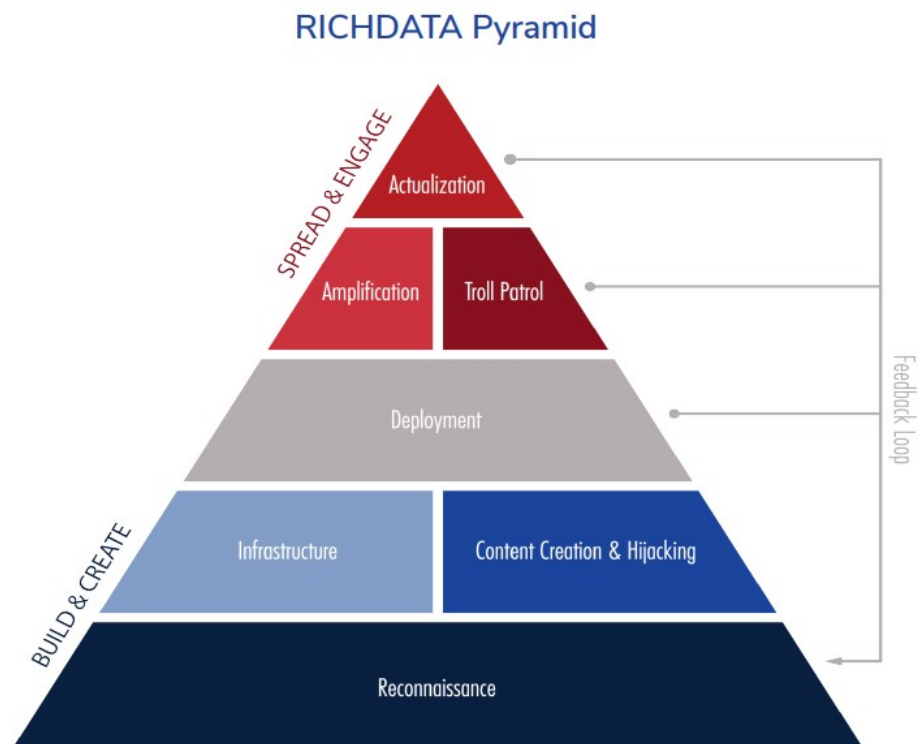 RICHDATA Pyramid
SPREAD & ENGAGE
Actualization
Amplification
Troll Patrol
Deployment
Feedback Loop
BUILD & CREATE
Infrastructure
Content Creation & Hijacking
Reconnaissance